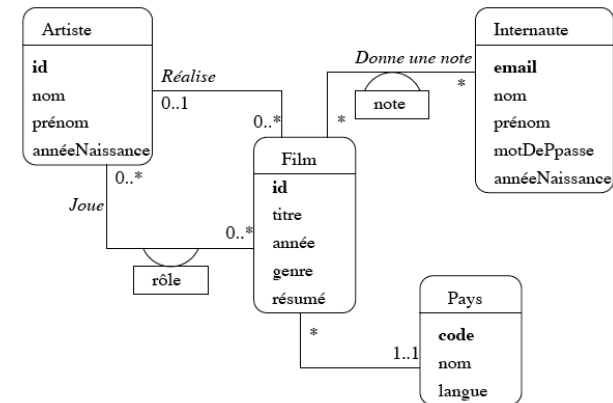 Artiste
id
nom
prénom
annéeNaissance
Réalise
0..1
0..*
Donne une note
*
*
note
Internaute
email
nom
prénom
motDePpasse
annéeNaissance
0..*
Joue
0..*
rôle
Film
id
titre
année
genre
résumé
*
1..1
Pays
code
nom
langue